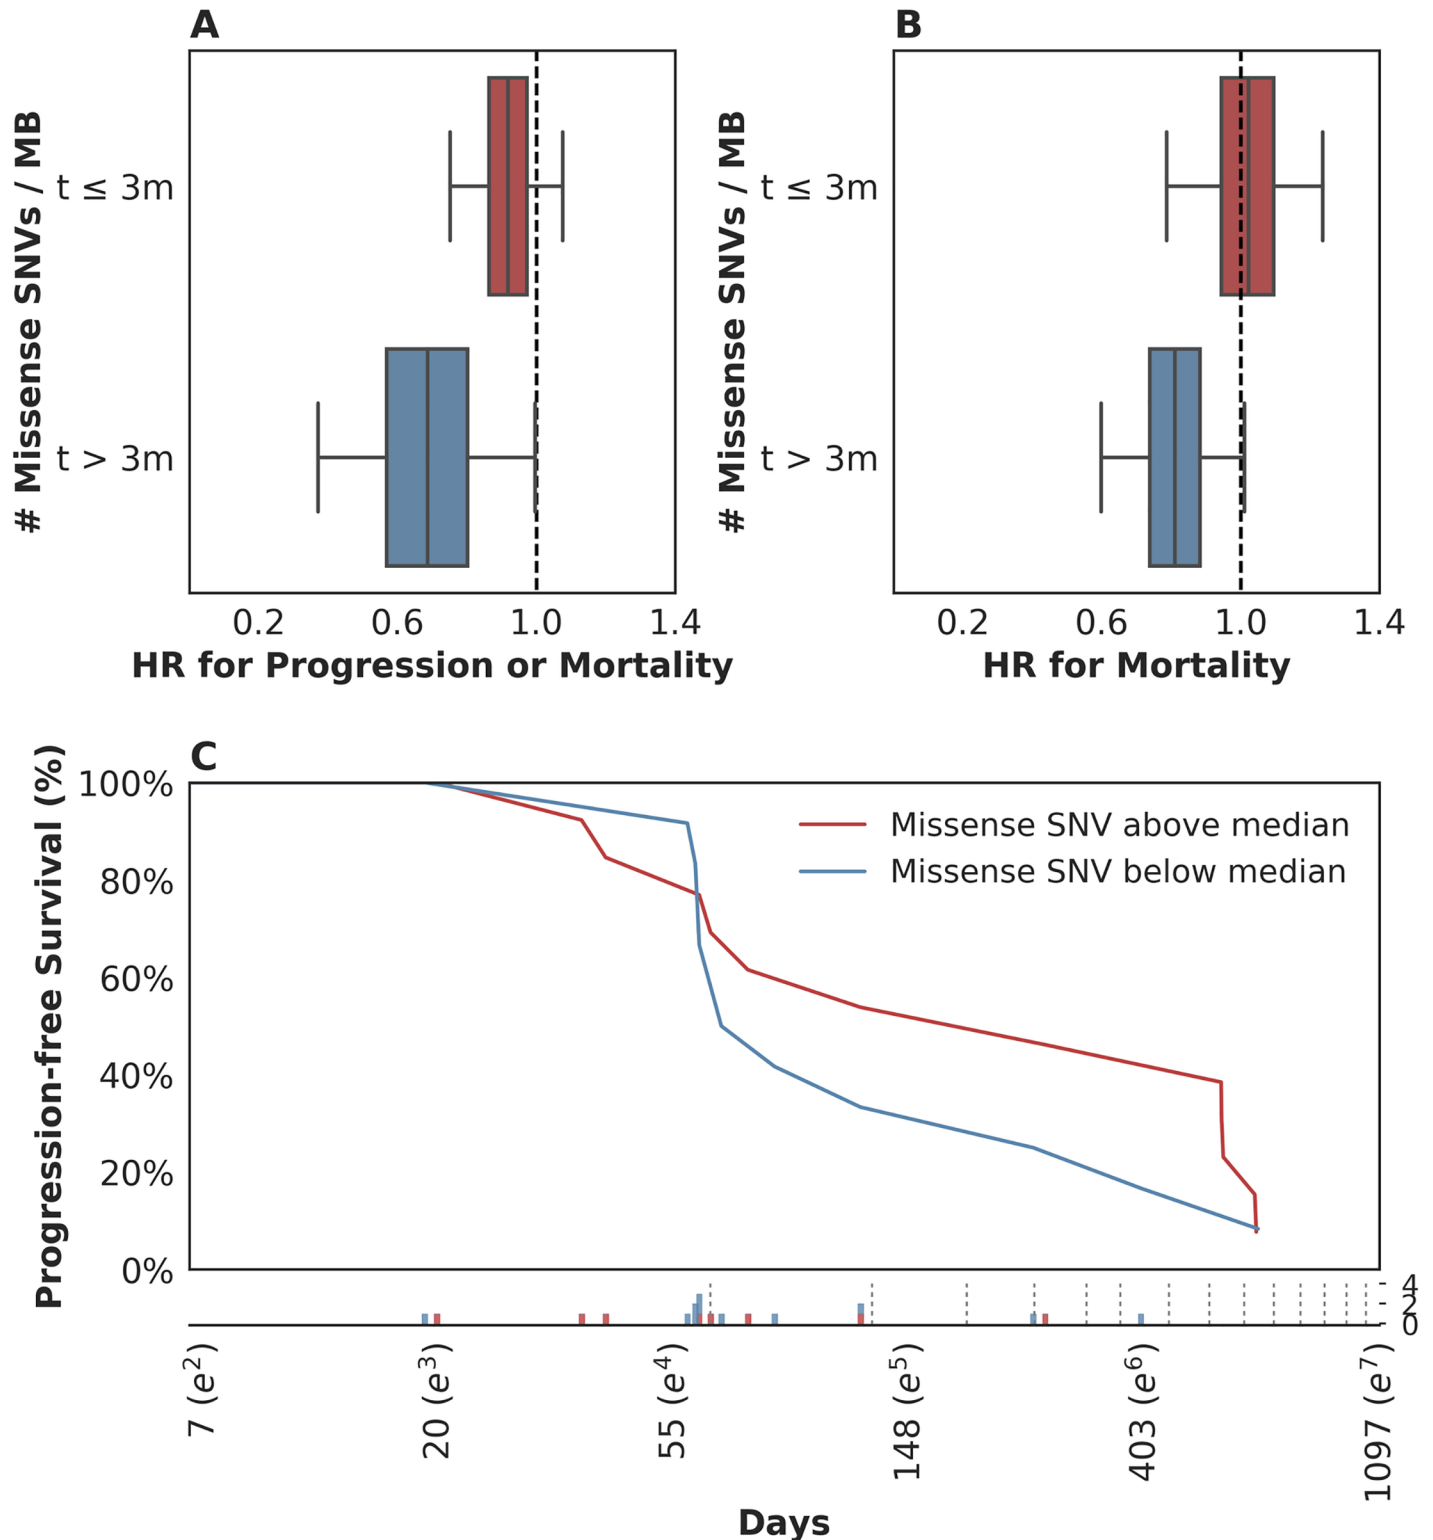 A
# Missense SNVs / MB
t ≤ 3m
t > 3m
0.2 0.6 1.0 1.4
HR for Progression or Mortality
B
# Missense SNVs / MB
t ≤ 3m
t > 3m
0.2 0.6 1.0 1.4
HR for Mortality
C
Progression-free Survival (%)
100%
80%
60%
40%
20%
0%
Missense SNV above median
Missense SNV below median
4
2
0
7 (e²)
20 (e³)
55 (e⁴)
148 (e⁵)
403 (e⁶)
1097 (e⁷)
Days